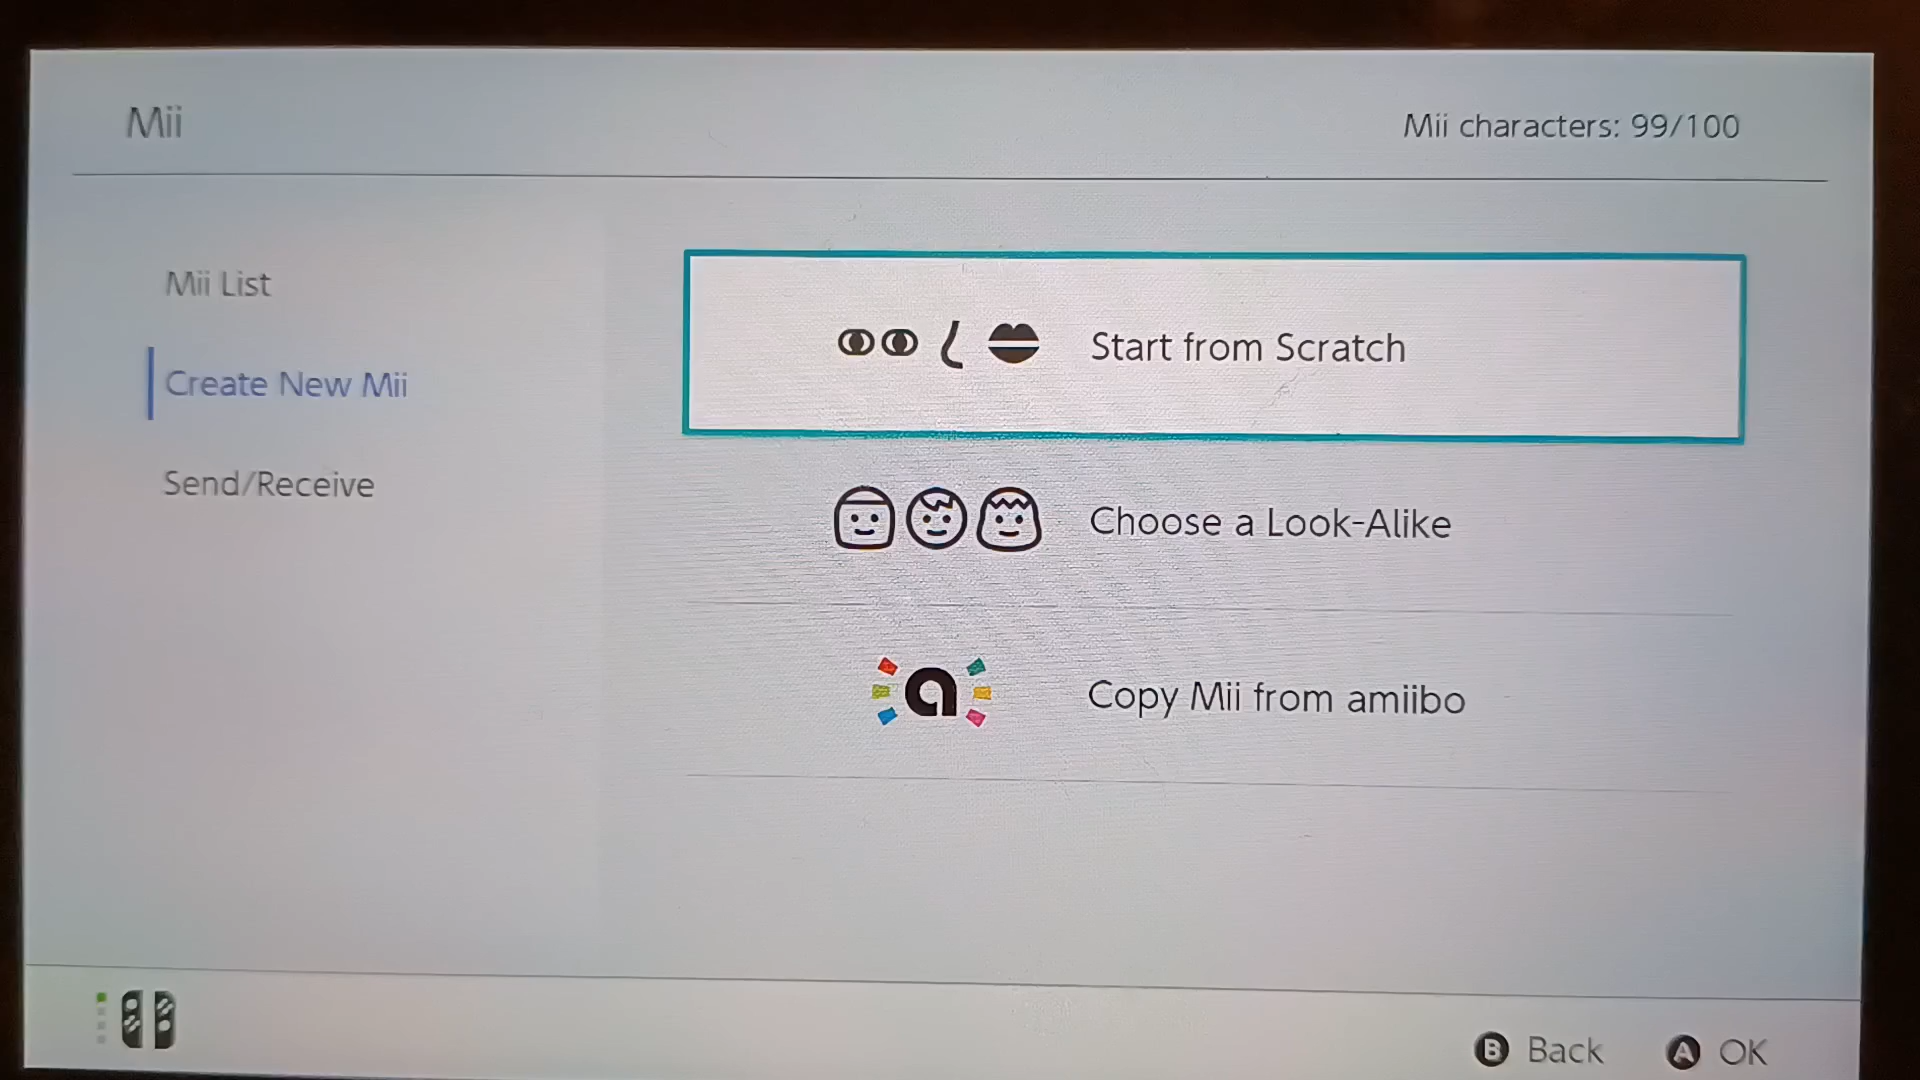 Mii
Mii characters: 99/100
Mii List
Create New Mii
Send/Receive
Start from Scratch
Choose a Look-Alike
a
Copy Mii from amiibo
B Back
A OK